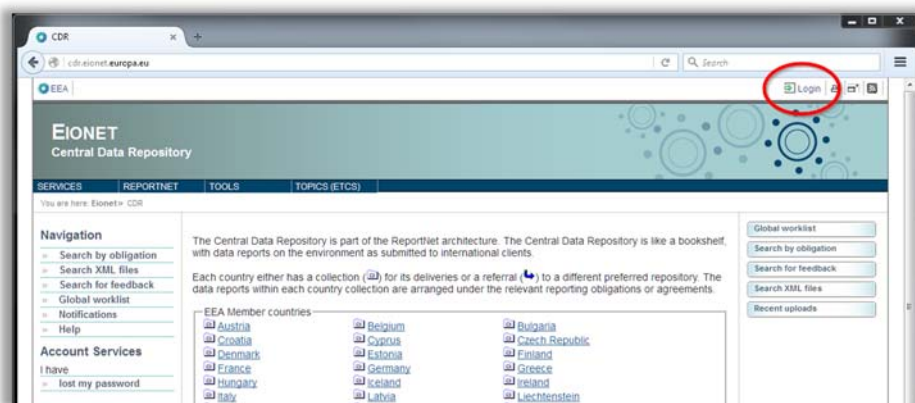 CDR
cdr.eionet.europa.eu
Search
EEA
Login
EIONET
Central Data Repository
SERVICES REPORTNET TOOLS TOPICS (ETCS)
You are here: Eionet» CDR
Navigation
Search by obligation
Search XML files
Search for feedback
Global worklist
Notifications
Help
Account Services
I have
lost my password
The Central Data Repository is part of the ReportNet architecture. The Central Data Repository is like a bookshelf,
with data reports on the environment as submitted to international clients.
Each country either has a collection ( ) for its deliveries or a referral ( ) to a different preferred repository. The
data reports within each country collection are arranged under the relevant reporting obligations or agreements.
EEA Member countries
Austria Belgium Bulgaria
Croatia Cyprus Czech Republic
Denmark Estonia Finland
France Germany Greece
Hungary Iceland Ireland
Italy Latvia Liechtenstein
Global worklist
Search by obligation
Search for feedback
Search XML files
Recent uploads